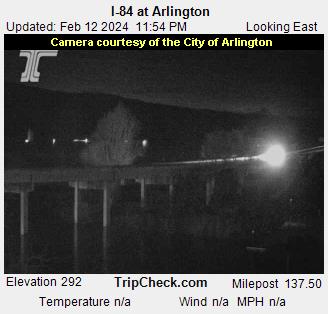 I-84 at Arlington
Updated: Feb 12 2024 11:54 PM Looking East
Camera courtesy of the City of Arlington
Elevation 292 TripCheck.com Milepost 137.50
Temperature n/a Wind n/a MPH n/a